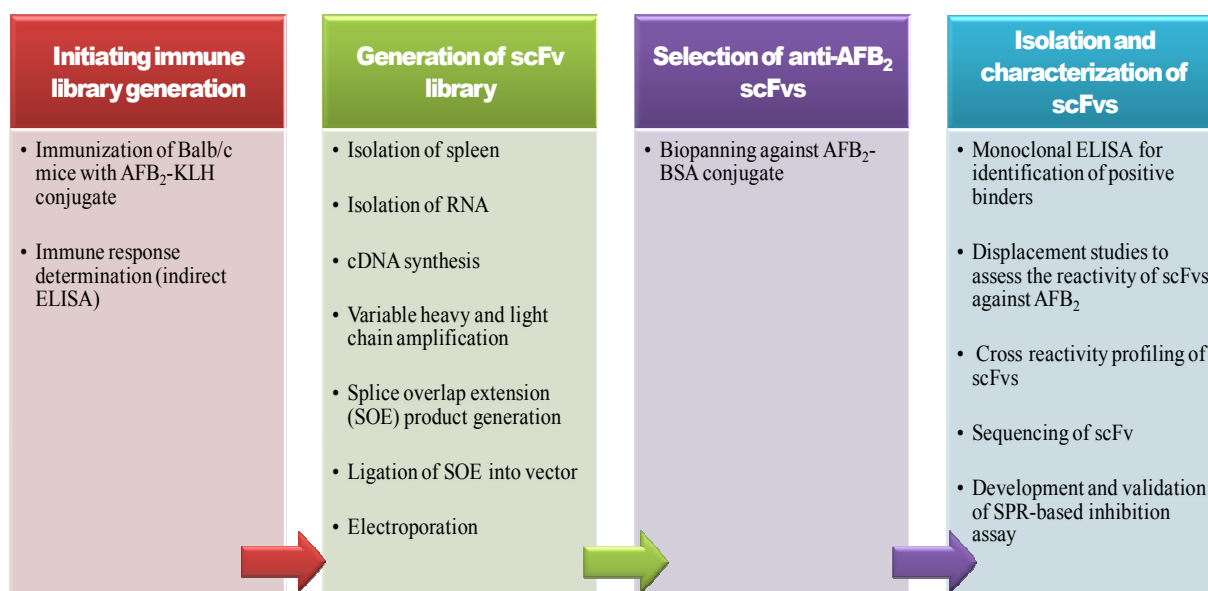 Initiating immune
library generation
• Immunization of Balb/c
mice with AFB₂-KLH
conjugate
• Immune response
determination (indirect
ELISA)
Generation of scFv
library
• Isolation of spleen
• Isolation of RNA
• cDNA synthesis
• Variable heavy and light
chain amplification
• Splice overlap extension
(SOE) product generation
• Ligation of SOE into vector
• Electroporation
Selection of anti-AFB₂
scFvs
• Biopanning against AFB₂-
BSA conjugate
Isolation and
characterization of
scFvs
• Monoclonal ELISA for
identification of positive
binders
• Displacement studies to
assess the reactivity of scFvs
against AFB₂
• Cross reactivity profiling of
scFvs
• Sequencing of scFv
• Development and validation
of SPR-based inhibition
assay